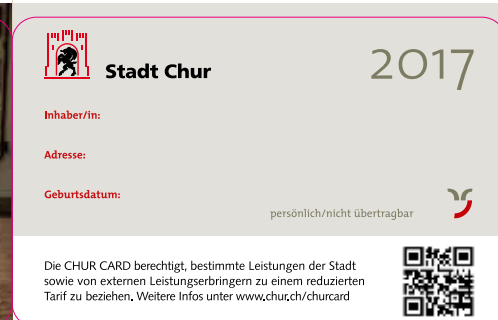 Stadt Chur
2017
Inhaber/in:
Adresse:
Geburtsdatum:
persönlich/nicht übertragbar
Die CHUR CARD berechtigt, bestimmte Leistungen der Stadt
sowie von externen Leistungserbringern zu einem reduzierten
Tarif zu beziehen. Weitere Infos unter www.chur.ch/churcard